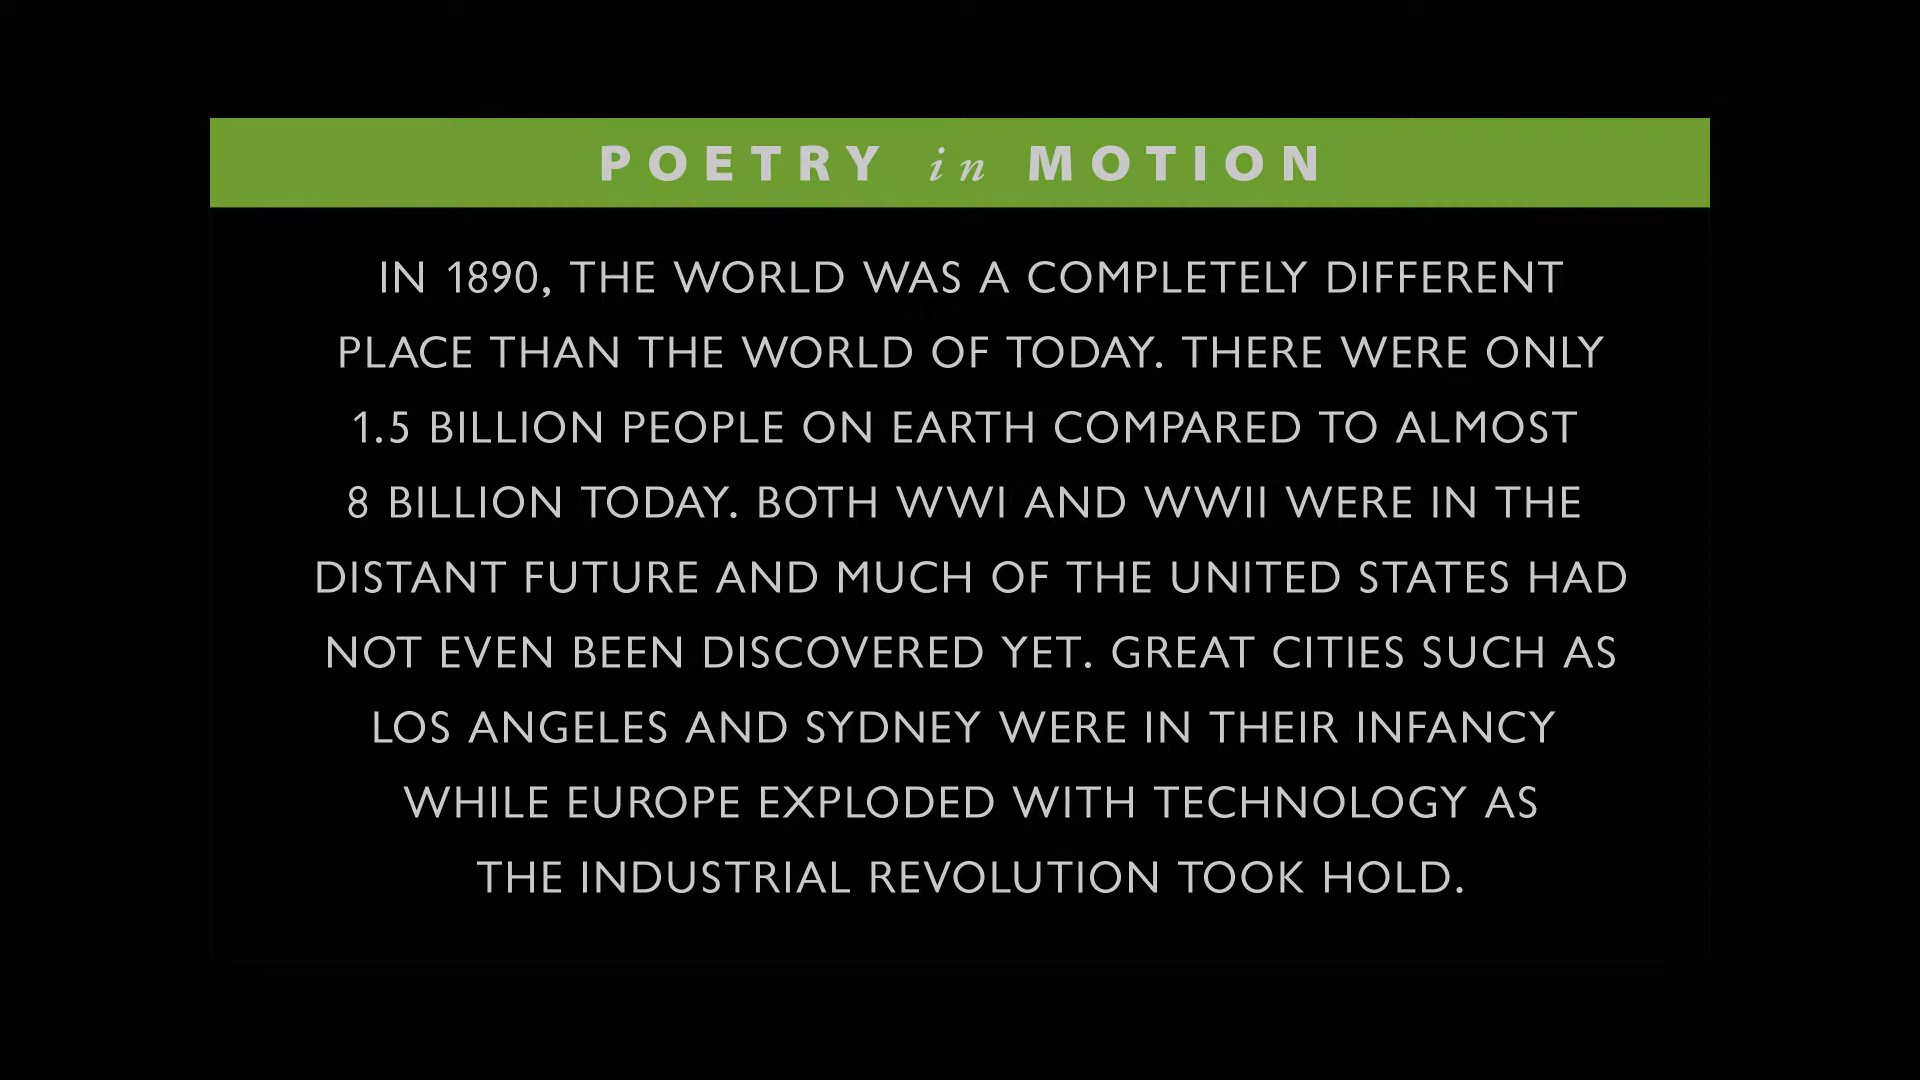 POETRY in MOTION
IN 1890, THE WORLD WAS A COMPLETELY DIFFERENT
PLACE THAN THE WORLD OF TODAY. THERE WERE ONLY
1.5 BILLION PEOPLE ON EARTH COMPARED TO ALMOST
8 BILLION TODAY. BOTH WWI AND WWII WERE IN THE
DISTANT FUTURE AND MUCH OF THE UNITED STATES HAD
NOT EVEN BEEN DISCOVERED YET. GREAT CITIES SUCH AS
LOS ANGELES AND SYDNEY WERE IN THEIR INFANCY
WHILE EUROPE EXPLODED WITH TECHNOLOGY AS
THE INDUSTRIAL REVOLUTION TOOK HOLD.